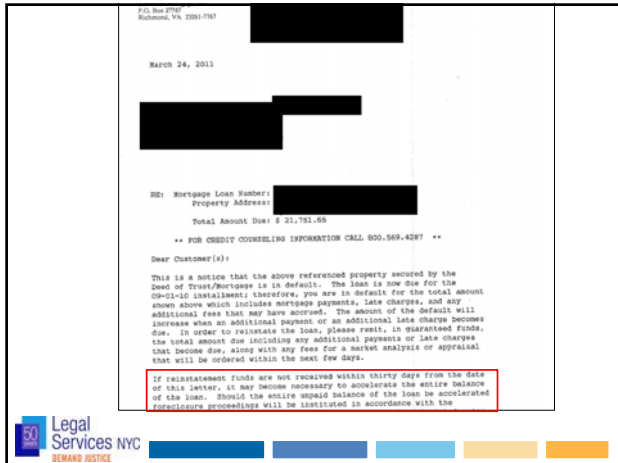 P.O. Box 27767
Richmond, VA 23261-7767
March 24, 2011
RE: Mortgage Loan Number:
Property Address:
Total Amount Due: $ 21,751.65
** FOR CREDIT COUNSELING INFORMATION CALL 800.569.4287 **
Dear Customer(s):
This is a notice that the above referenced property secured by the
Deed of Trust/Mortgage is in default. The loan is now due for the
09-01-10 installment; therefore, you are in default for the total amount
shown above which includes mortgage payments, late charges, and any
additional fees that may have accrued. The amount of the default will
increase when an additional payment or an additional late charge becomes
due. In order to reinstate the loan, please remit, in guaranteed funds,
the total amount due including any additional payments or late charges
that become due, along with any fees for a market analysis or appraisal
that will be ordered within the next few days.
If reinstatement funds are not received within thirty days from the date
of this letter, it may become necessary to accelerate the entire balance
of the loan. Should the entire unpaid balance of the loan be accelerated
foreclosure proceedings will be instituted in accordance with the
50
Legal
Services NYC
DEMAND JUSTICE